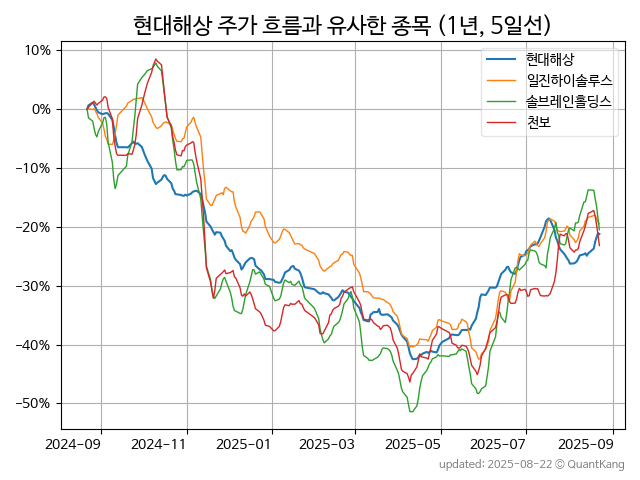 현대해상 주가 흐름과 유사한 종목 (1년, 5일선)
현대해상
일진하이솔루스
솔브레인홀딩스
천보
10%
0%
−10%
−20%
−30%
−40%
−50%
2024-09 2024-11 2025-01 2025-03 2025-05 2025-07 2025-09
updated: 2025-08-22 © QuantKang